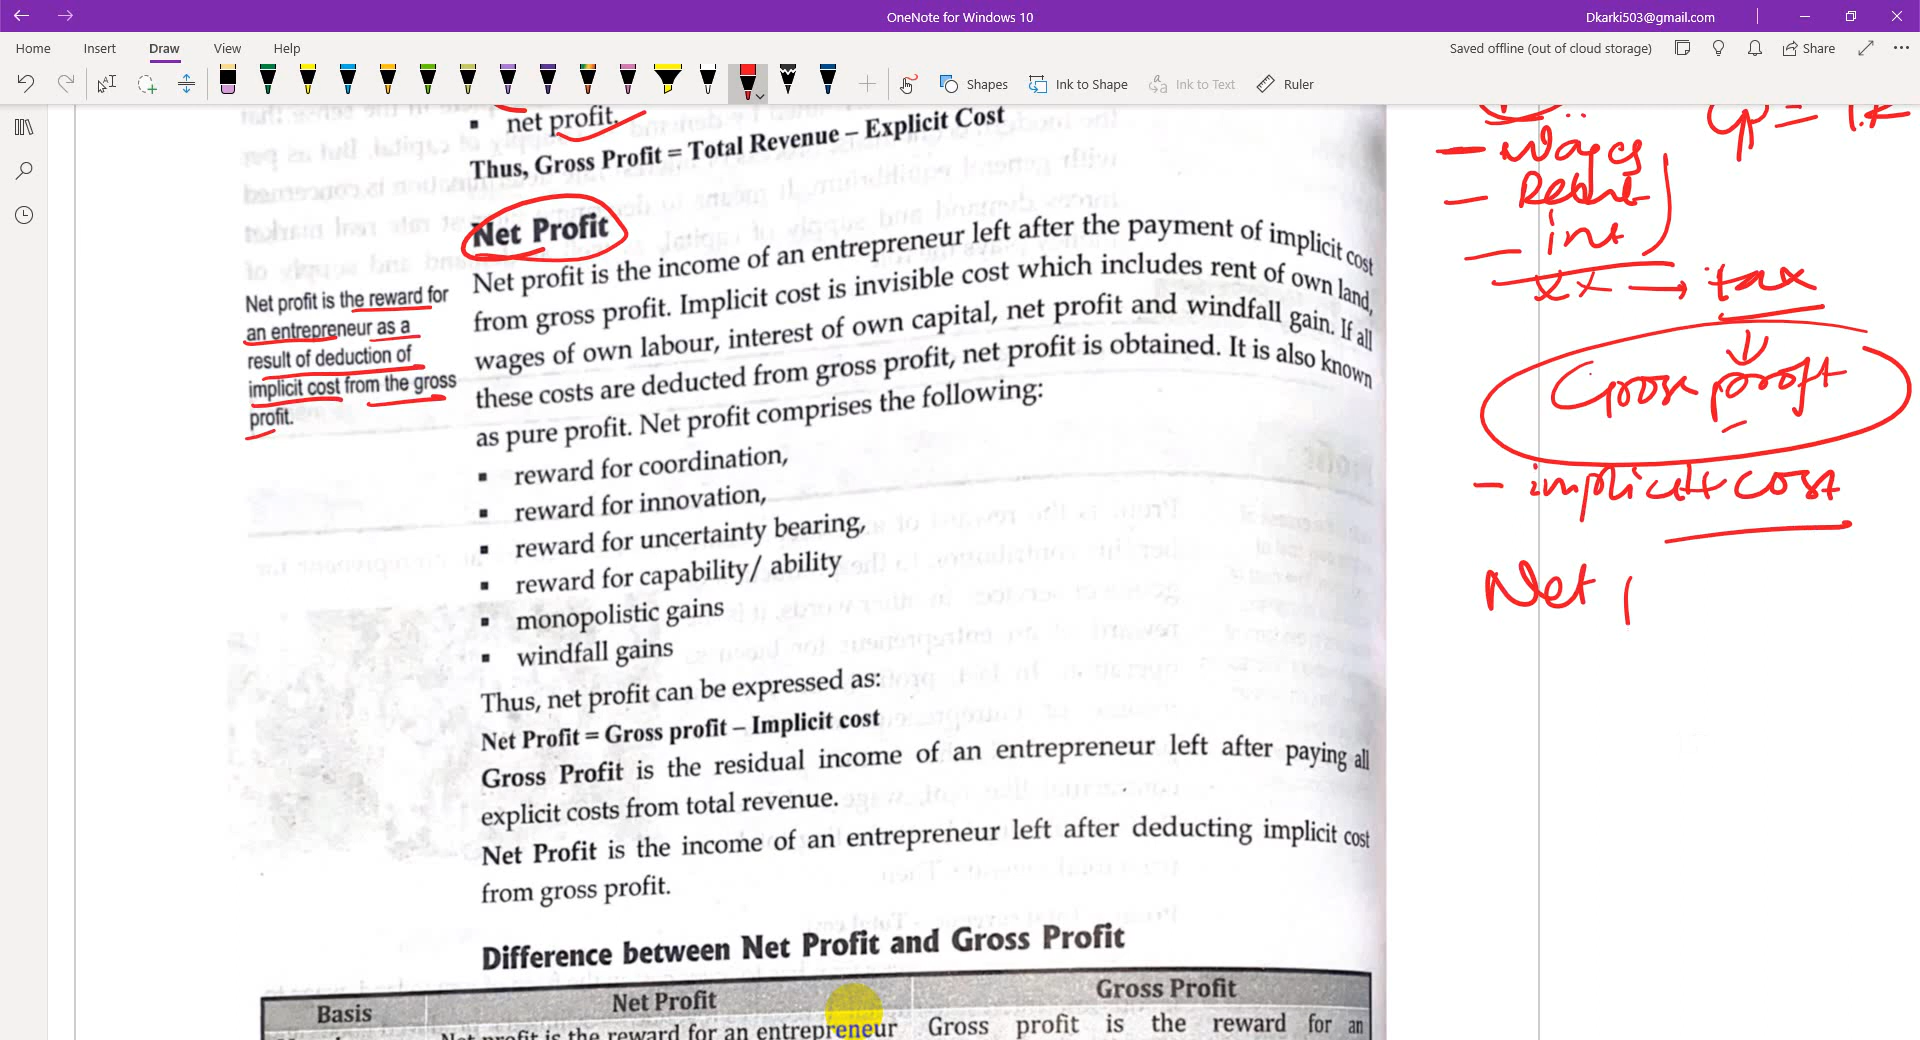 OneNote for Windows 10
Dkarki503@gmail.com
Home Insert Draw View Help
Saved offline (out of cloud storage)
Share
Shapes
Ink to Shape
Ink to Text
Ruler
net profit.
Thus, Gross Profit = Total Revenue – Explicit Cost
Net Profit
Net profit is the income of an entrepreneur left after the payment of implicit cost
from gross profit. Implicit cost is invisible cost which includes rent of own land,
wages of own labour, interest of own capital, net profit and windfall gain. If all
these costs are deducted from gross profit, net profit is obtained. It is also known
as pure profit. Net profit comprises the following:
▪ reward for coordination,
▪ reward for innovation,
▪ reward for uncertainty bearing,
▪ reward for capability/ ability
▪ monopolistic gains
▪ windfall gains
Thus, net profit can be expressed as:
Net Profit = Gross profit – Implicit cost
Gross Profit is the residual income of an entrepreneur left after paying all
explicit costs from total revenue.
Net Profit is the income of an entrepreneur left after deducting implicit cost
from gross profit.
Difference between Net Profit and Gross Profit
Basis Net Profit Gross Profit
Net profit is the reward for an entrepreneur Gross profit is the reward for an
Net profit is the reward for
an entrepreneur as a
result of deduction of
implicit cost from the gross
profit.
– Wages
– int
xx → tax
Gross profit
– implicit cost
Net